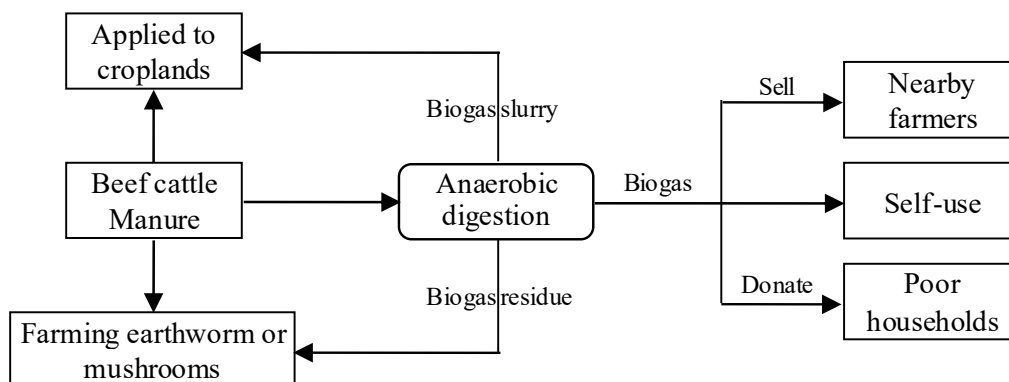 Applied to
croplands
Biogas slurry
Sell
Nearby
farmers
Beef cattle
Manure
Anaerobic
digestion
Biogas
Self-use
Biogas residue
Donate
Poor
households
Farming earthworm or
mushrooms